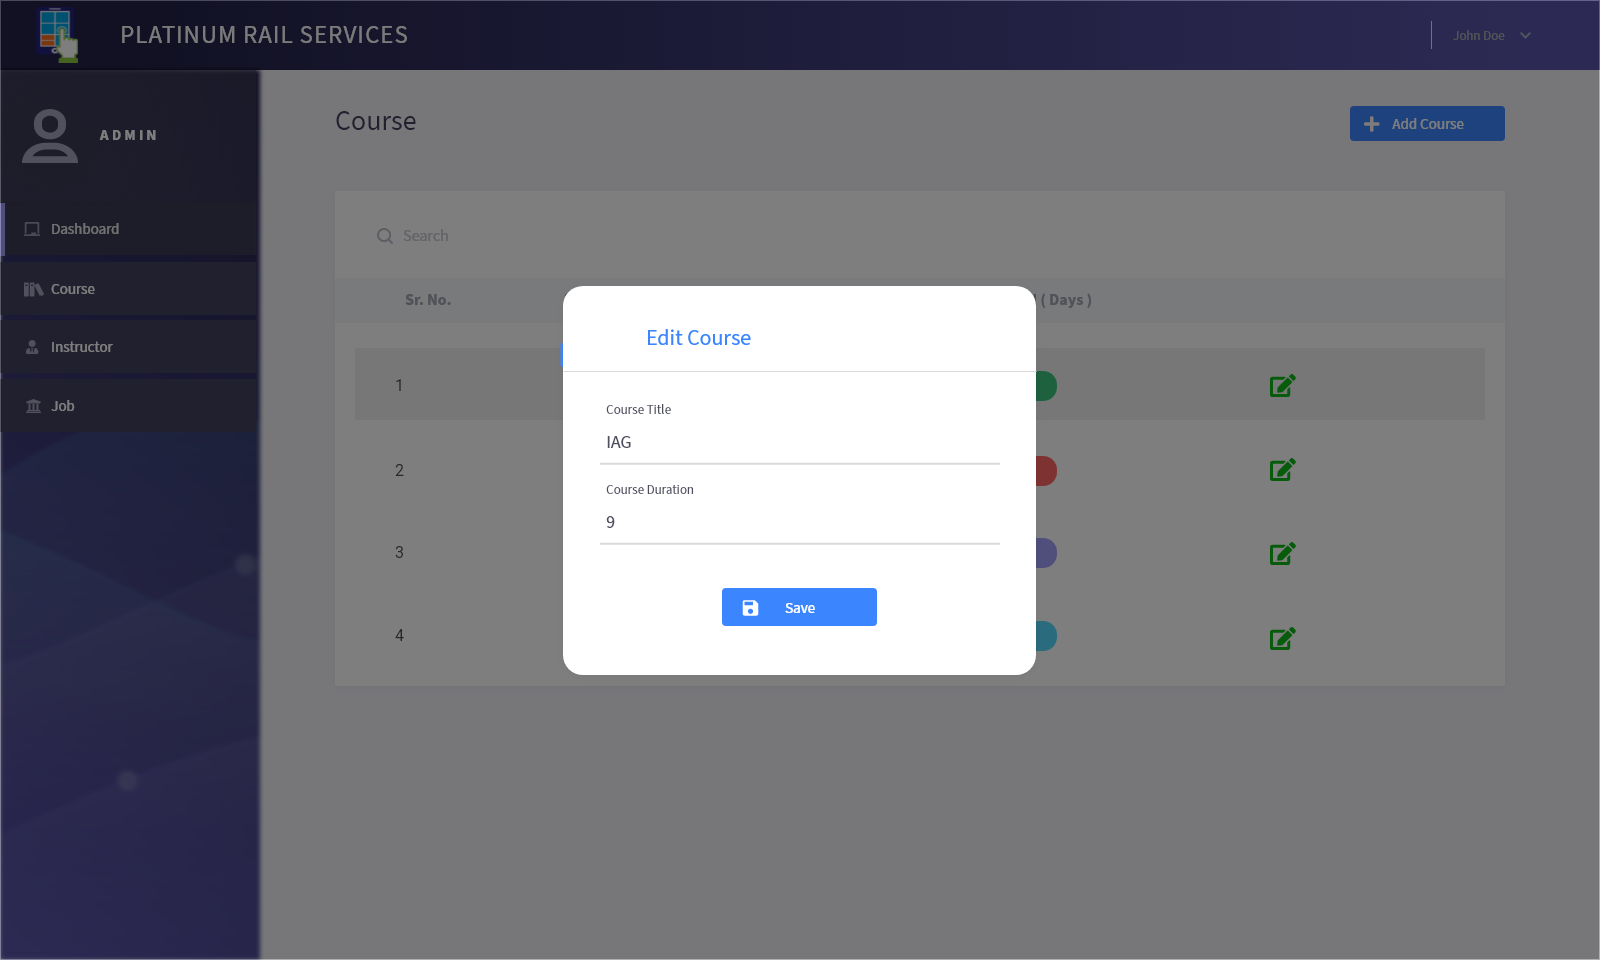 PLATINUM RAIL SERVICES
John Doe
ADMIN
Dashboard
Course
Instructor
Job
Course
Add Course
Search
Sr. No.
( Days )
1
2
3
4
Edit Course
Course Title
IAG
Course Duration
9
Save